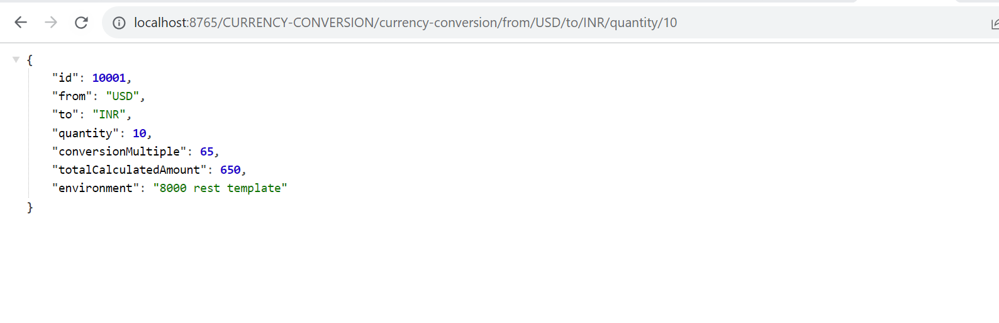 localhost:8765/CURRENCY-CONVERSION/currency-conversion/from/USD/to/INR/quantity/10
{
"id": 10001,
"from": "USD",
"to": "INR",
"quantity": 10,
"conversionMultiple": 65,
"totalCalculatedAmount": 650,
"environment": "8000 rest template"
}